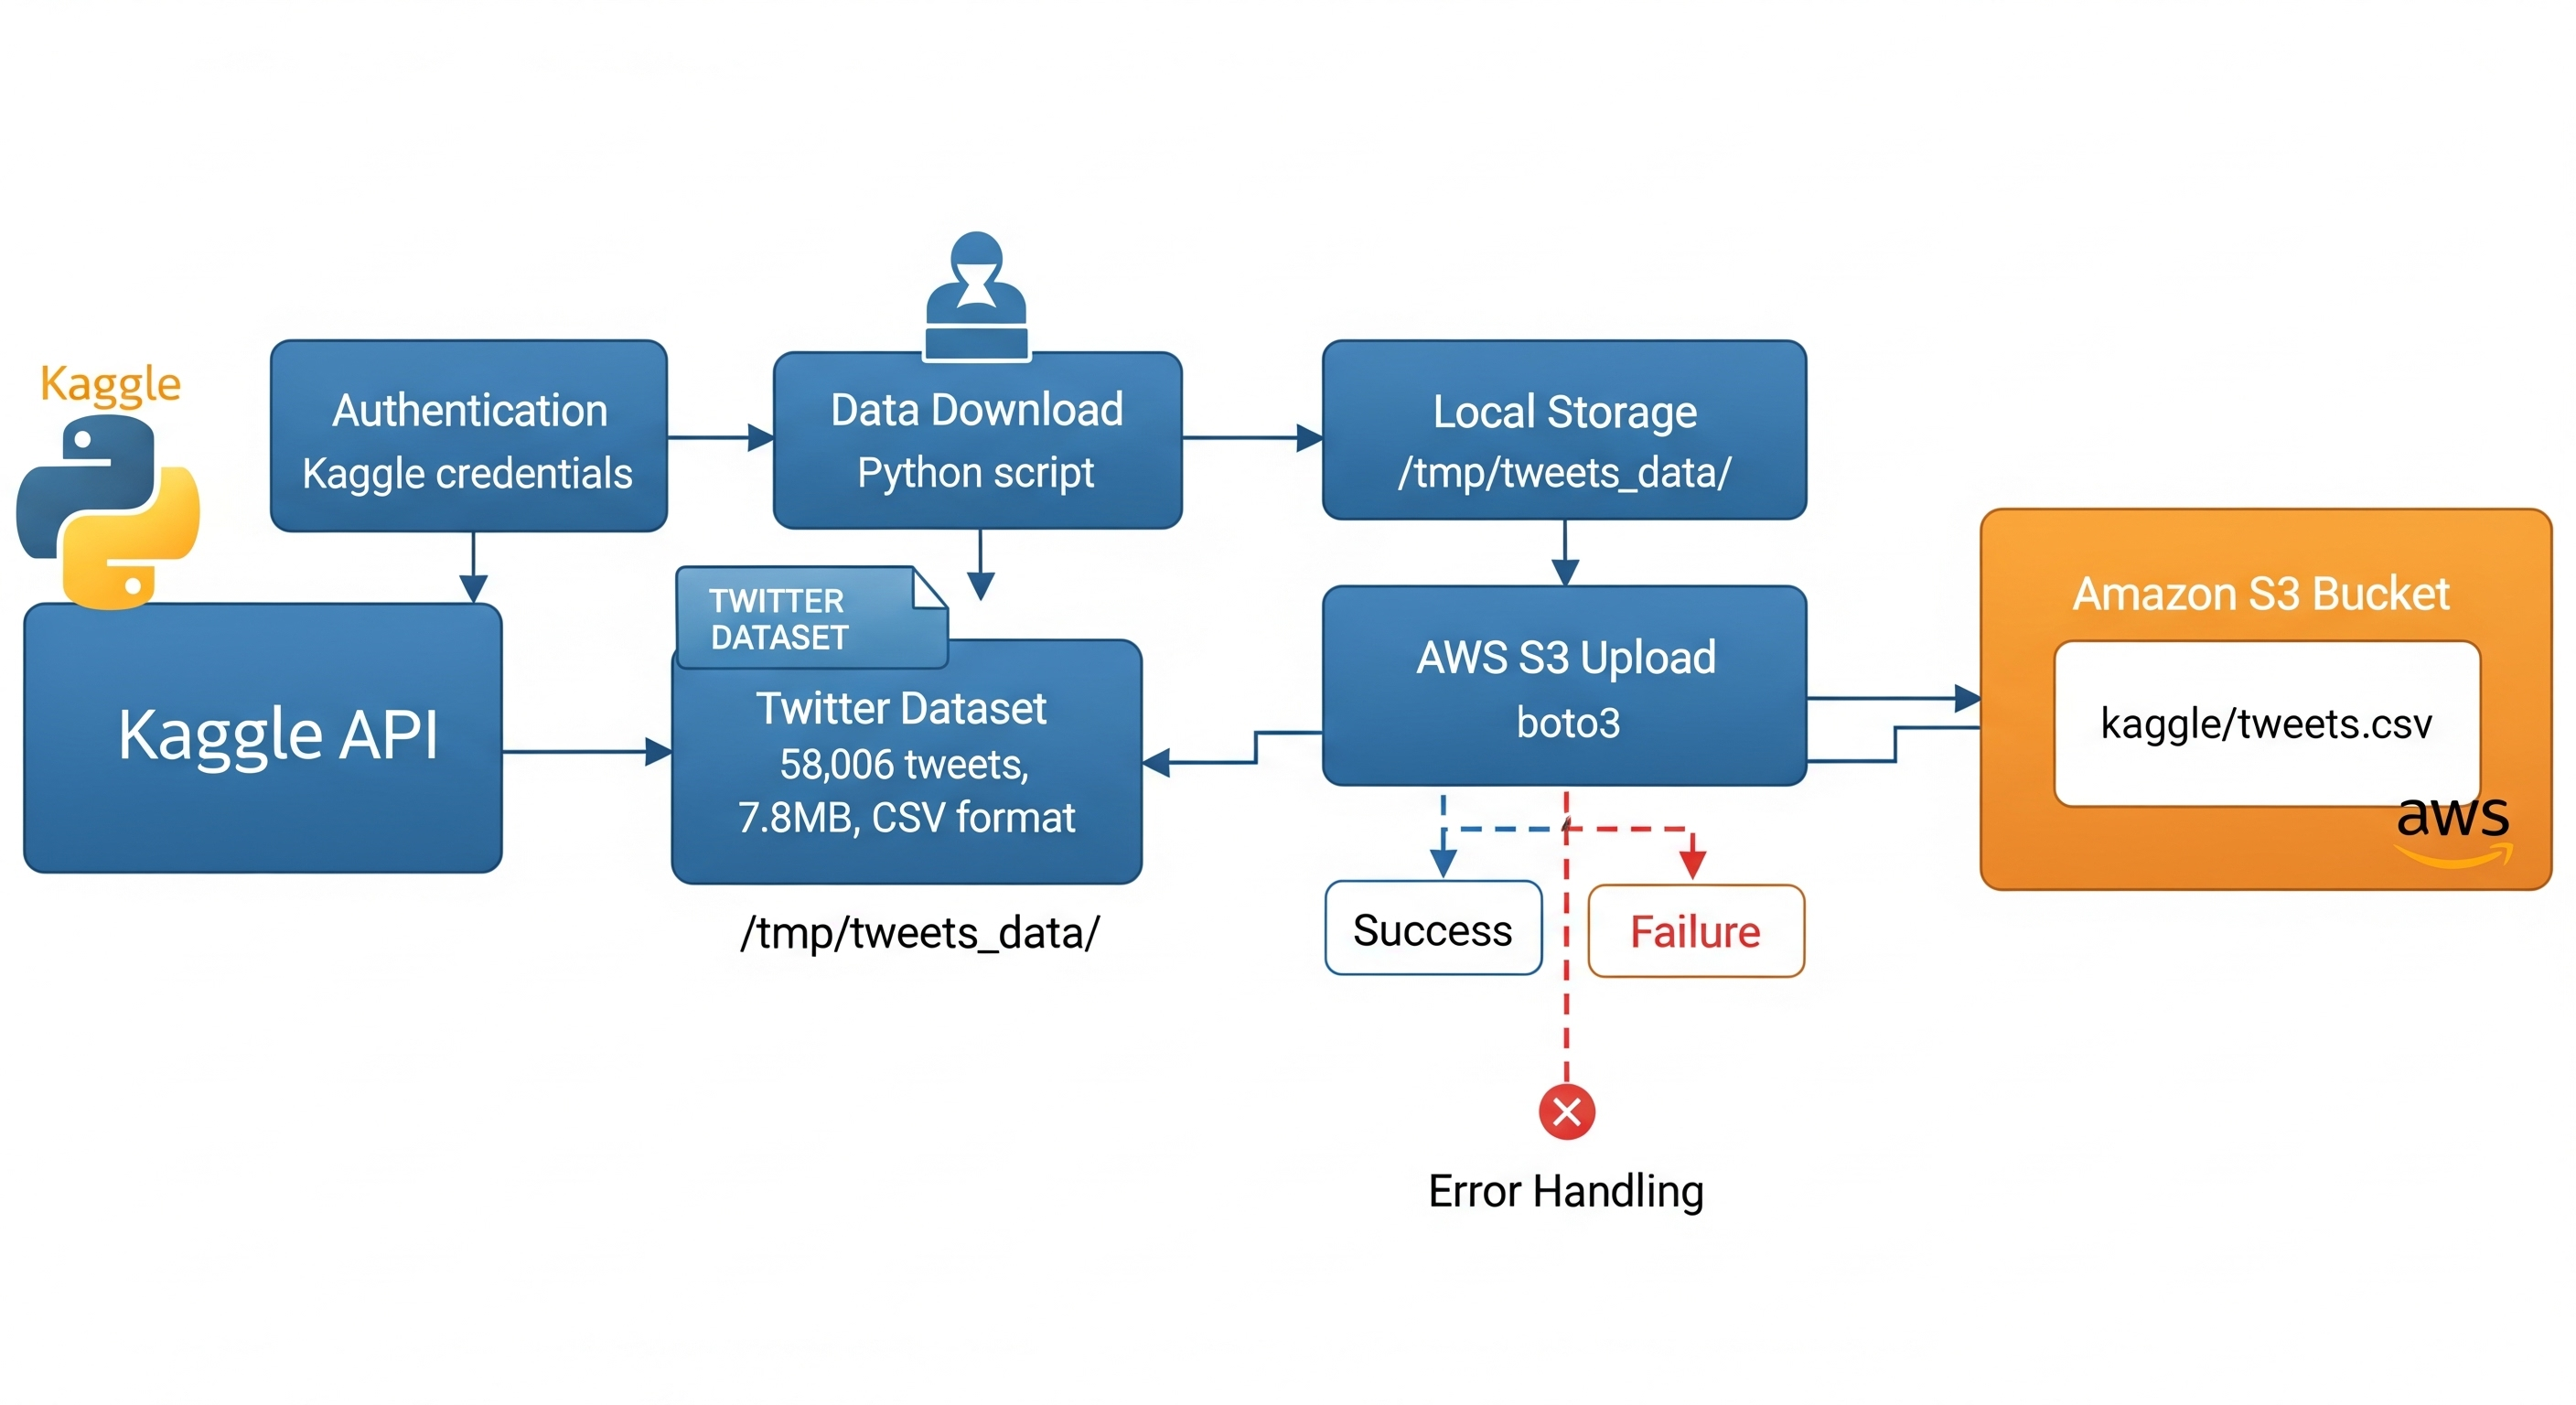 Kaggle
Authentication
Kaggle credentials
Data Download
Python script
Local Storage
/tmp/tweets_data/
Kaggle API
TWITTER
DATASET
Twitter Dataset
58,006 tweets,
7.8MB, CSV format
/tmp/tweets_data/
AWS S3 Upload
boto3
Success
Failure
Error Handling
Amazon S3 Bucket
kaggle/tweets.csv
aws